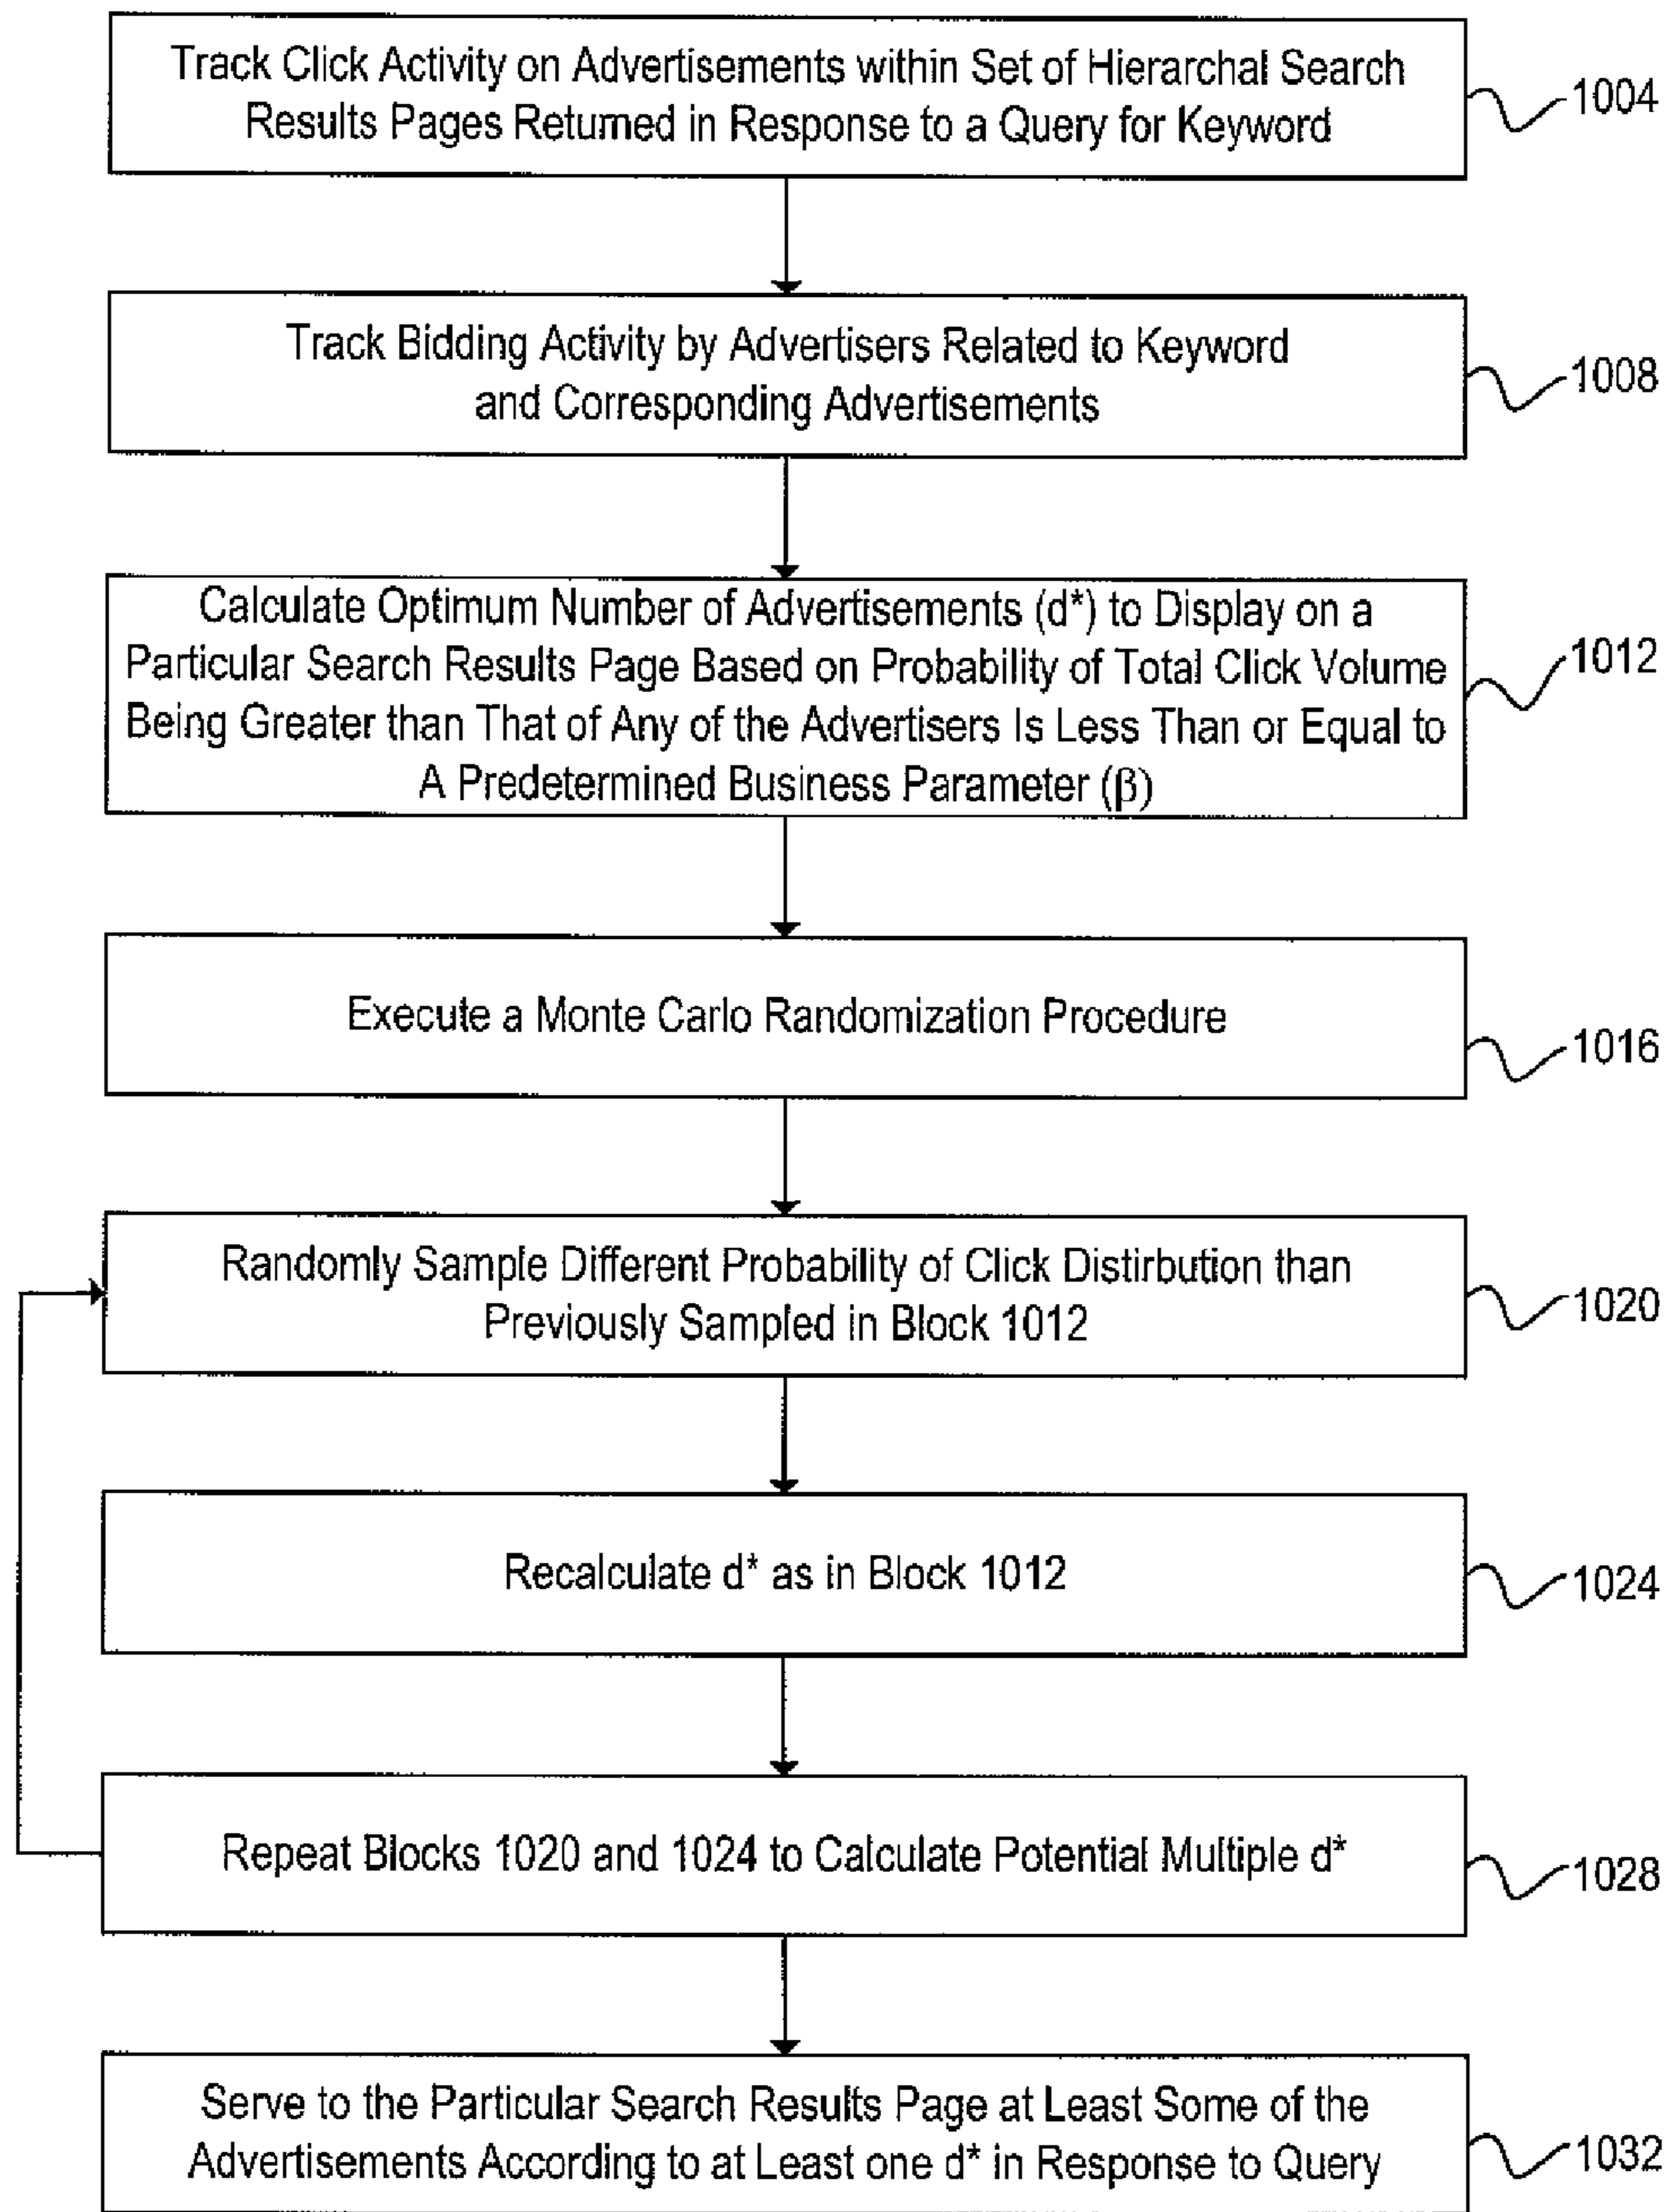 Track Click Activity on Advertisements within Set of Hierarchal Search
Results Pages Returned in Response to a Query for Keyword
1004
Track Bidding Activity by Advertisers Related to Keyword
and Corresponding Advertisements
1008
Calculate Optimum Number of Advertisements (d*) to Display on a
Particular Search Results Page Based on Probability of Total Click Volume
Being Greater than That of Any of the Advertisers Is Less Than or Equal to
A Predetermined Business Parameter (β)
1012
Execute a Monte Carlo Randomization Procedure
1016
Randomly Sample Different Probability of Click Distirbution than
Previously Sampled in Block 1012
1020
Recalculate d* as in Block 1012
1024
Repeat Blocks 1020 and 1024 to Calculate Potential Multiple d*
1028
Serve to the Particular Search Results Page at Least Some of the
Advertisements According to at Least one d* in Response to Query
1032